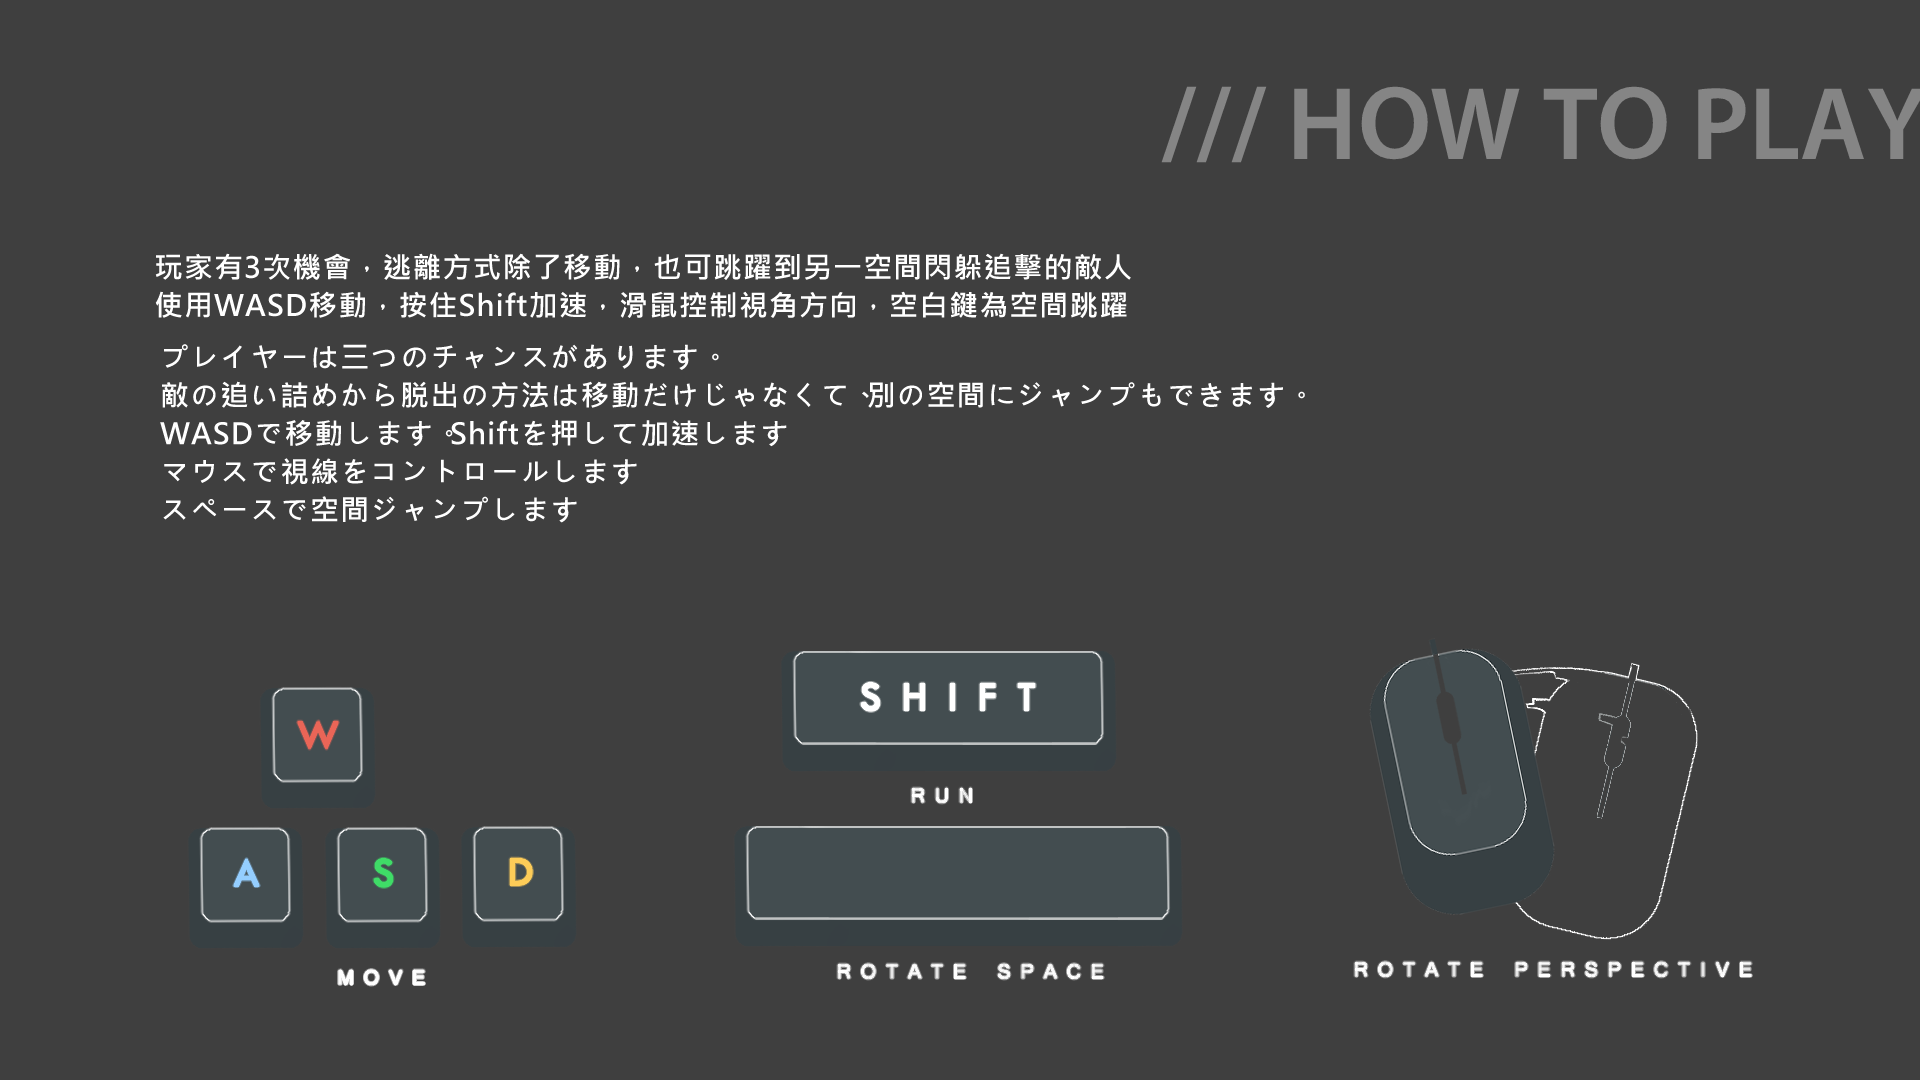 /// HOW TO PLAY
玩家有3次機會，逃離方式除了移動，也可跳躍到另一空間閃躲追擊的敵人
使用WASD移動，按住Shift加速，滑鼠控制視角方向，空白鍵為空間跳躍
プレイヤーは三つのチャンスがあります。
敵の追い詰めから脱出の方法は移動だけじゃなくて、別の空間にジャンプもできます。
WASDで移動します。Shiftを押して加速します
マウスで視線をコントロールします
スペースで空間ジャンプします
W
A S D
MOVE
SHIFT
RUN
ROTATE SPACE
ROTATE PERSPECTIVE